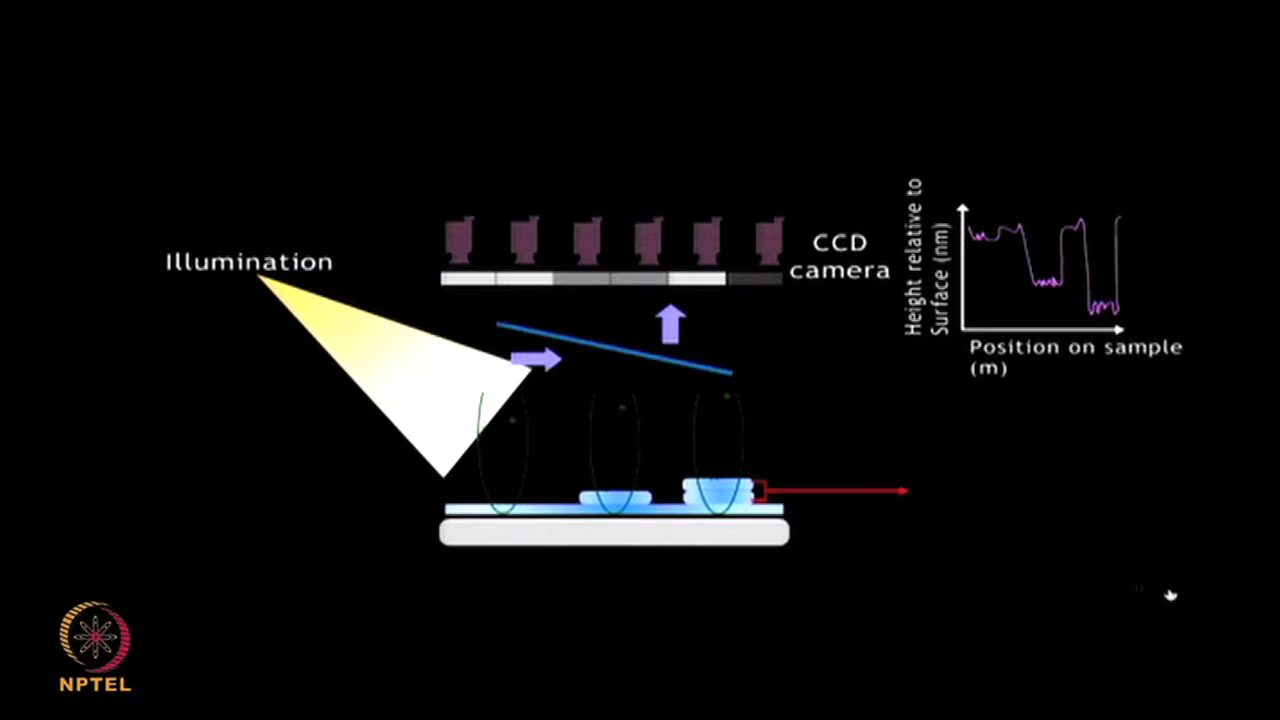 Illumination
CCD
camera
Height relative to
Surface (nm)
Position on sample
(m)
NPTEL